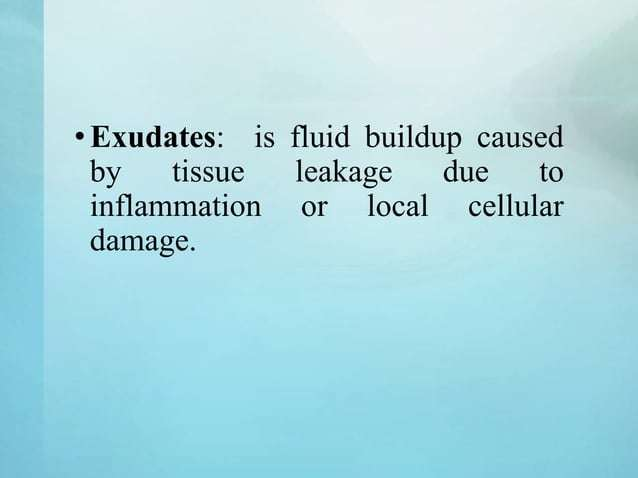 • Exudates: is fluid buildup caused
by tissue leakage due to
inflammation or local cellular
damage.